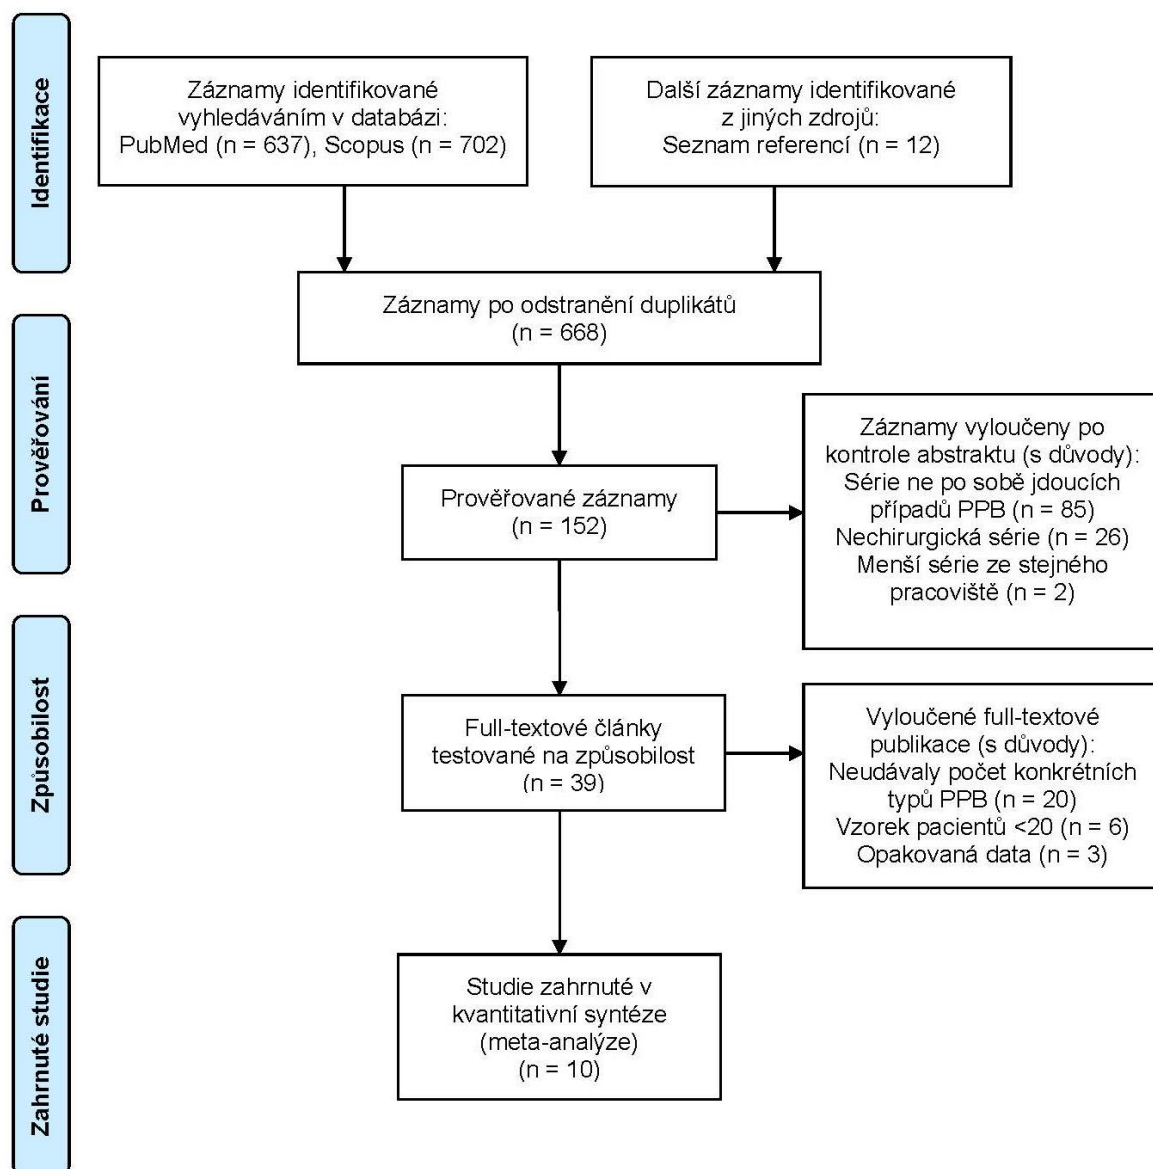 Identifikace
Záznamy identifikované
vyhledáváním v databázi:
PubMed (n = 637), Scopus (n = 702)
Další záznamy identifikované
z jiných zdrojů:
Seznam referencí (n = 12)
Záznamy po odstranění duplikátů
(n = 668)
Prověřování
Prověřované záznamy
(n = 152)
Záznamy vyloučeny po
kontrole abstraktu (s důvody):
Série ne po sobě jdoucích
případů PPB (n = 85)
Nechirurgická série (n = 26)
Menší série ze stejného
pracoviště (n = 2)
Způsobilost
Full-textové články
testované na způsobilost
(n = 39)
Vyloučené full-textové
publikace (s důvody):
Neudávaly počet konkrétních
typů PPB (n = 20)
Vzorek pacientů <20 (n = 6)
Opakovaná data (n = 3)
Zahrnuté studie
Studie zahrnuté v
kvantitativní syntéze
(meta-analýze)
(n = 10)